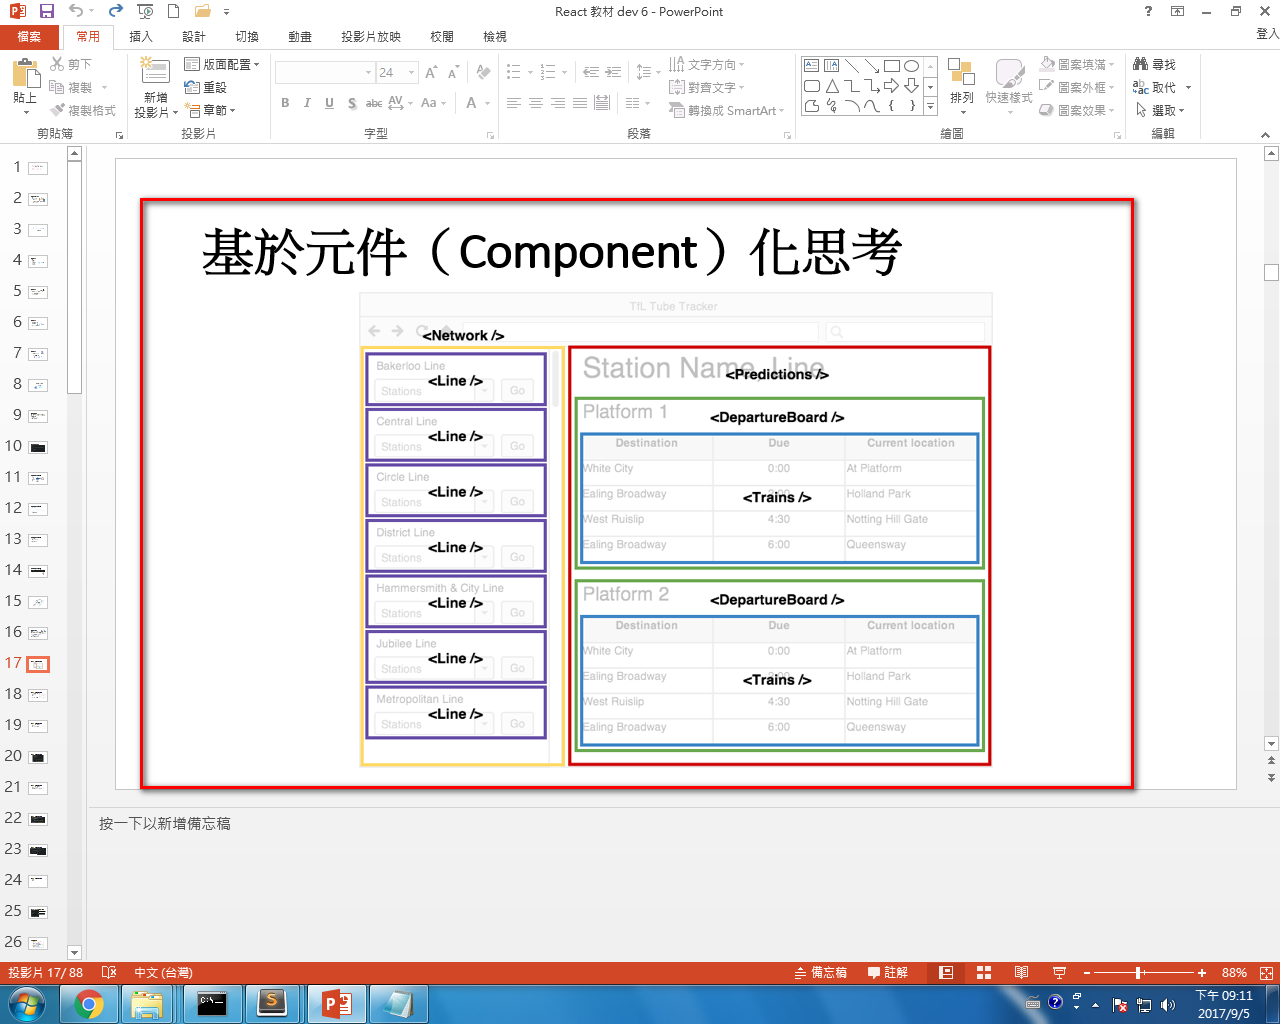 React 教材 dev 6 - PowerPoint
檔案 常用 插入 設計 切換 動畫 投影片放映 校閱 檢視 登入
貼上 剪下 複製 複製格式 剪貼簿
新增投影片 版面配置 重設 章節 投影片
24 B I U S abc AV Aa A A A 字型
文字方向 對齊文字 轉換成 SmartArt 段落
排列 快速樣式 圖案填滿 圖案外框 圖案效果 繪圖
尋找 取代 選取 編輯
1
2
3
4
5
6
7
8
9
10
11
12
13
14
15
16
17
18
19
20
21
22
23
24
25
26
基於元件（Component）化思考
TfL Tube Tracker
<Network />
Bakerloo Line
<Line />
Stations Go
Central Line
<Line />
Stations Go
Circle Line
<Line />
Stations Go
District Line
<Line />
Stations Go
Hammersmith & City Line
<Line />
Stations Go
Jubilee Line
<Line />
Stations Go
Metropolitan Line
<Line />
Stations Go
Station Name, Line
<Predictions />
Platform 1 <DepartureBoard />
Destination Due Current location
White City 0:00 At Platform
Ealing Broadway <Trains /> Holland Park
West Ruislip 4:30 Notting Hill Gate
Ealing Broadway 6:00 Queensway
Platform 2 <DepartureBoard />
Destination Due Current location
White City 0:00 At Platform
Ealing Broadway <Trains /> Holland Park
West Ruislip 4:30 Notting Hill Gate
Ealing Broadway 6:00 Queensway
按一下以新增備忘稿
投影片 17/ 88 中文 (台灣) 備忘稿 註解 88%
下午 09:11
2017/9/5